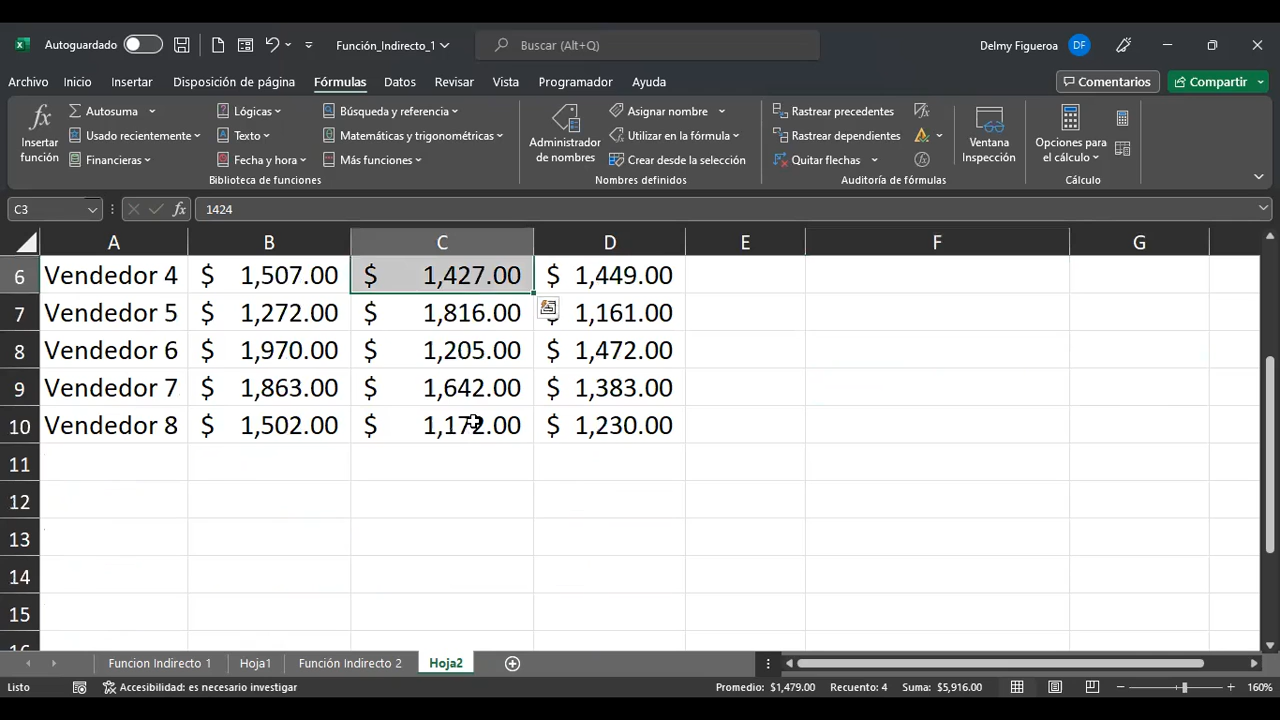 Autoguardado Función_Indirecto_1 Buscar (Alt+Q) Delmy Figueroa DF
Archivo Inicio Insertar Disposición de página Fórmulas Datos Revisar Vista Programador Ayuda Comentarios Compartir
fx Insertar función
Autosuma
Usado recientemente
Financieras
Lógicas
Texto
Fecha y hora
Búsqueda y referencia
Matemáticas y trigonométricas
Más funciones
Biblioteca de funciones
Administrador de nombres
Asignar nombre
Utilizar en la fórmula
Crear desde la selección
Nombres definidos
Rastrear precedentes
Rastrear dependientes
Quitar flechas
Auditoría de fórmulas
Ventana Inspección
Opciones para el cálculo
Cálculo
C3 fx 1424
A B C D E F G
6 Vendedor 4 $ 1,507.00 $ 1,427.00 $ 1,449.00
7 Vendedor 5 $ 1,272.00 $ 1,816.00 $ 1,161.00
8 Vendedor 6 $ 1,970.00 $ 1,205.00 $ 1,472.00
9 Vendedor 7 $ 1,863.00 $ 1,642.00 $ 1,383.00
10 Vendedor 8 $ 1,502.00 $ 1,172.00 $ 1,230.00
11
12
13
14
15
Funcion Indirecto 1 Hoja1 Función Indirecto 2 Hoja2
Listo Accesibilidad: es necesario investigar Promedio: $1,479.00 Recuento: 4 Suma: $5,916.00 160%